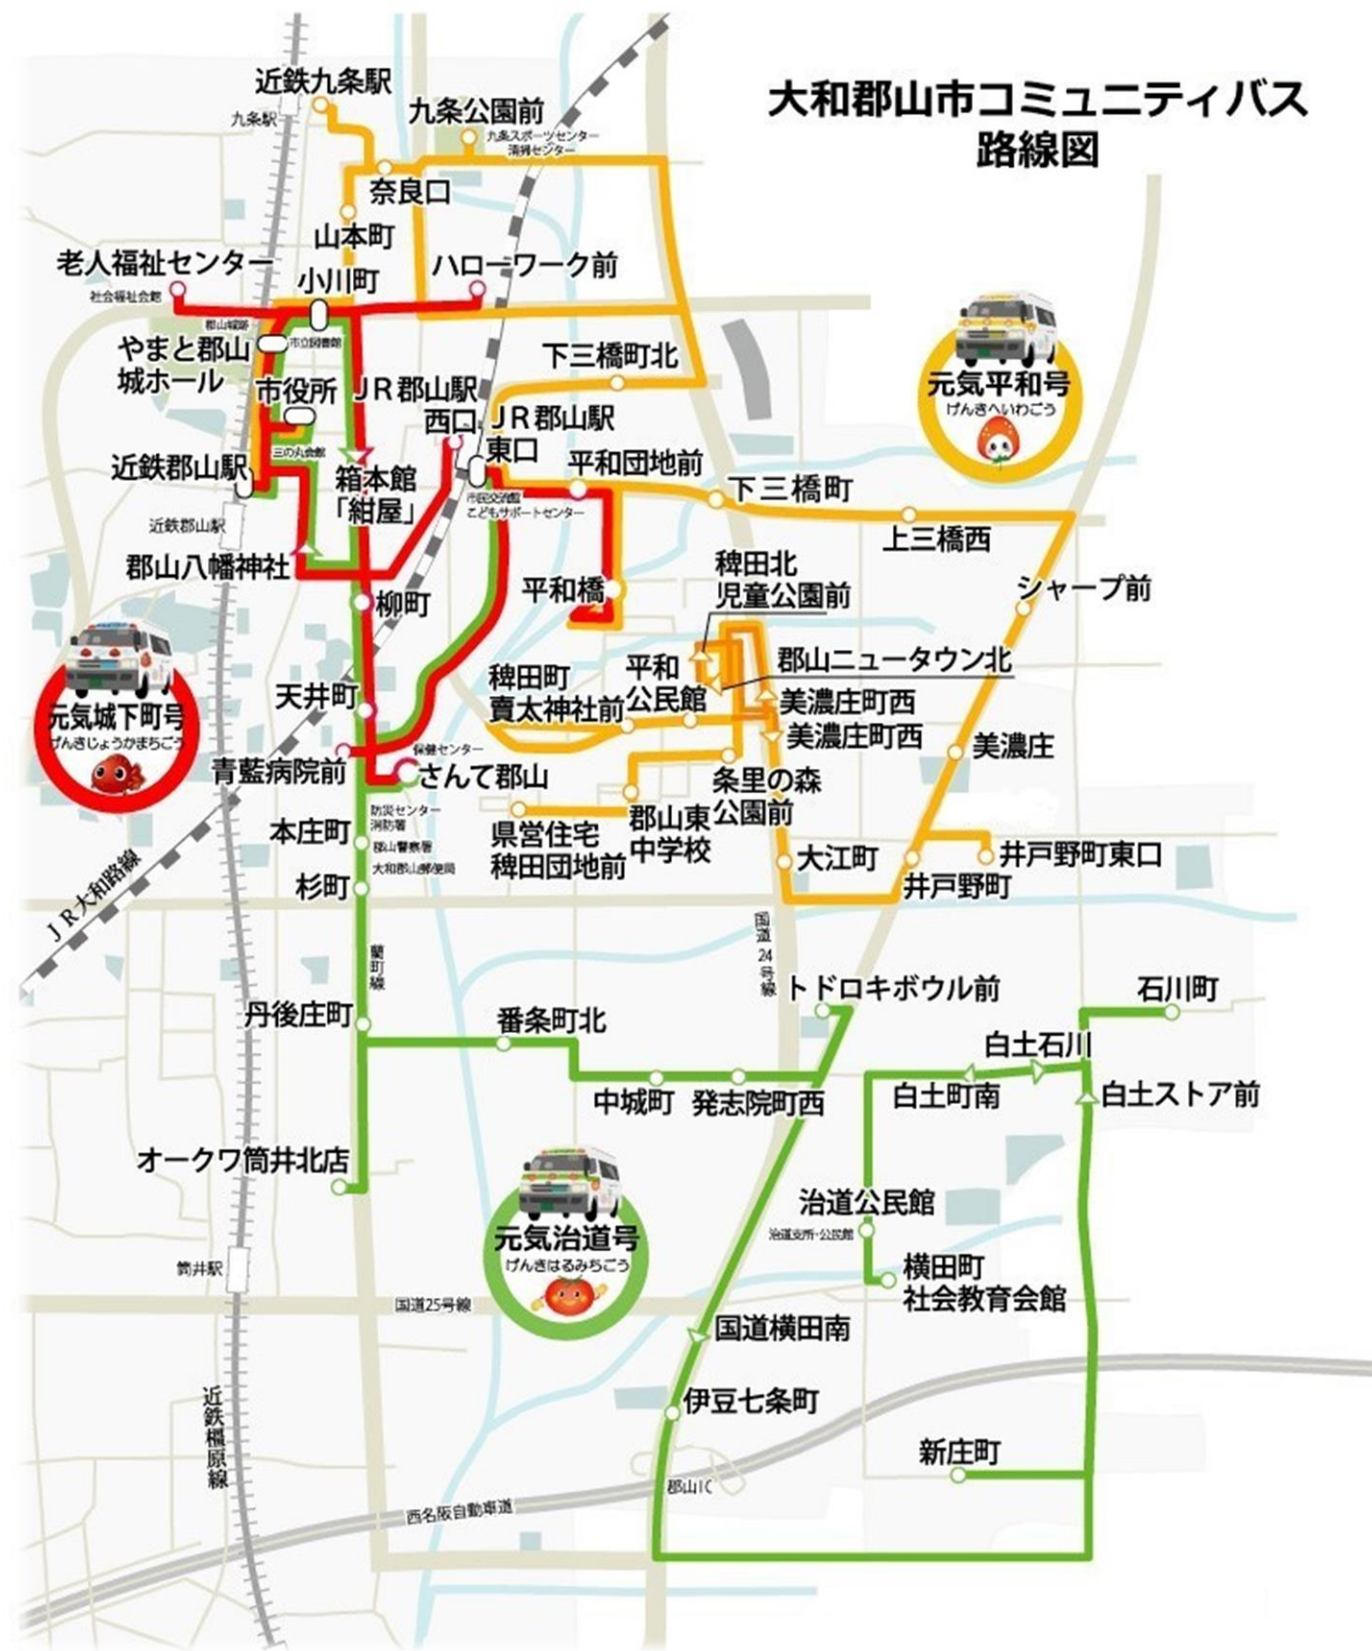 大和郡山市コミュニティバス
路線図
近鉄九条駅
九条駅
九条公園前
九条スポーツセンター
清掃センター
奈良口
山本町
老人福祉センター
社会福祉会館
小川町
ハローワーク前
郡山城跡
やまと郡山
城ホール
市立図書館
市役所
JR郡山駅
西口
下三橋町北
JR郡山駅
東口
三の丸会館
近鉄郡山駅
箱本館
「紺屋」
平和団地前
市民交流館
こどもサポートセンター
下三橋町
上三橋西
近鉄郡山駅
郡山八幡神社
柳町
平和橋
稗田北
児童公園前
シャープ前
元気平和号
げんきへいわごう
元気城下町号
げんきじょうかまちごう
天井町
稗田町
賣太神社前
平和
公民館
郡山ニュータウン北
美濃庄町西
美濃庄町西
美濃庄
青藍病院前
保健センター
さんて郡山
条里の森
公園前
防災センター
消防署
郡山警察署
大和郡山郵便局
本庄町
杉町
県営住宅
稗田団地前
郡山東
中学校
大江町
井戸野町
井戸野町東口
JR大和路線
藺町線
国道24号線
丹後庄町
番条町北
中城町
発志院町西
トドロキボウル前
石川町
白土石川
白土町南
白土ストア前
オークワ筒井北店
元気治道号
げんきはるみちごう
治道公民館
治道支所・公民館
横田町
社会教育会館
筒井駅
国道25号線
国道横田南
伊豆七条町
近鉄橿原線
新庄町
郡山IC
西名阪自動車道